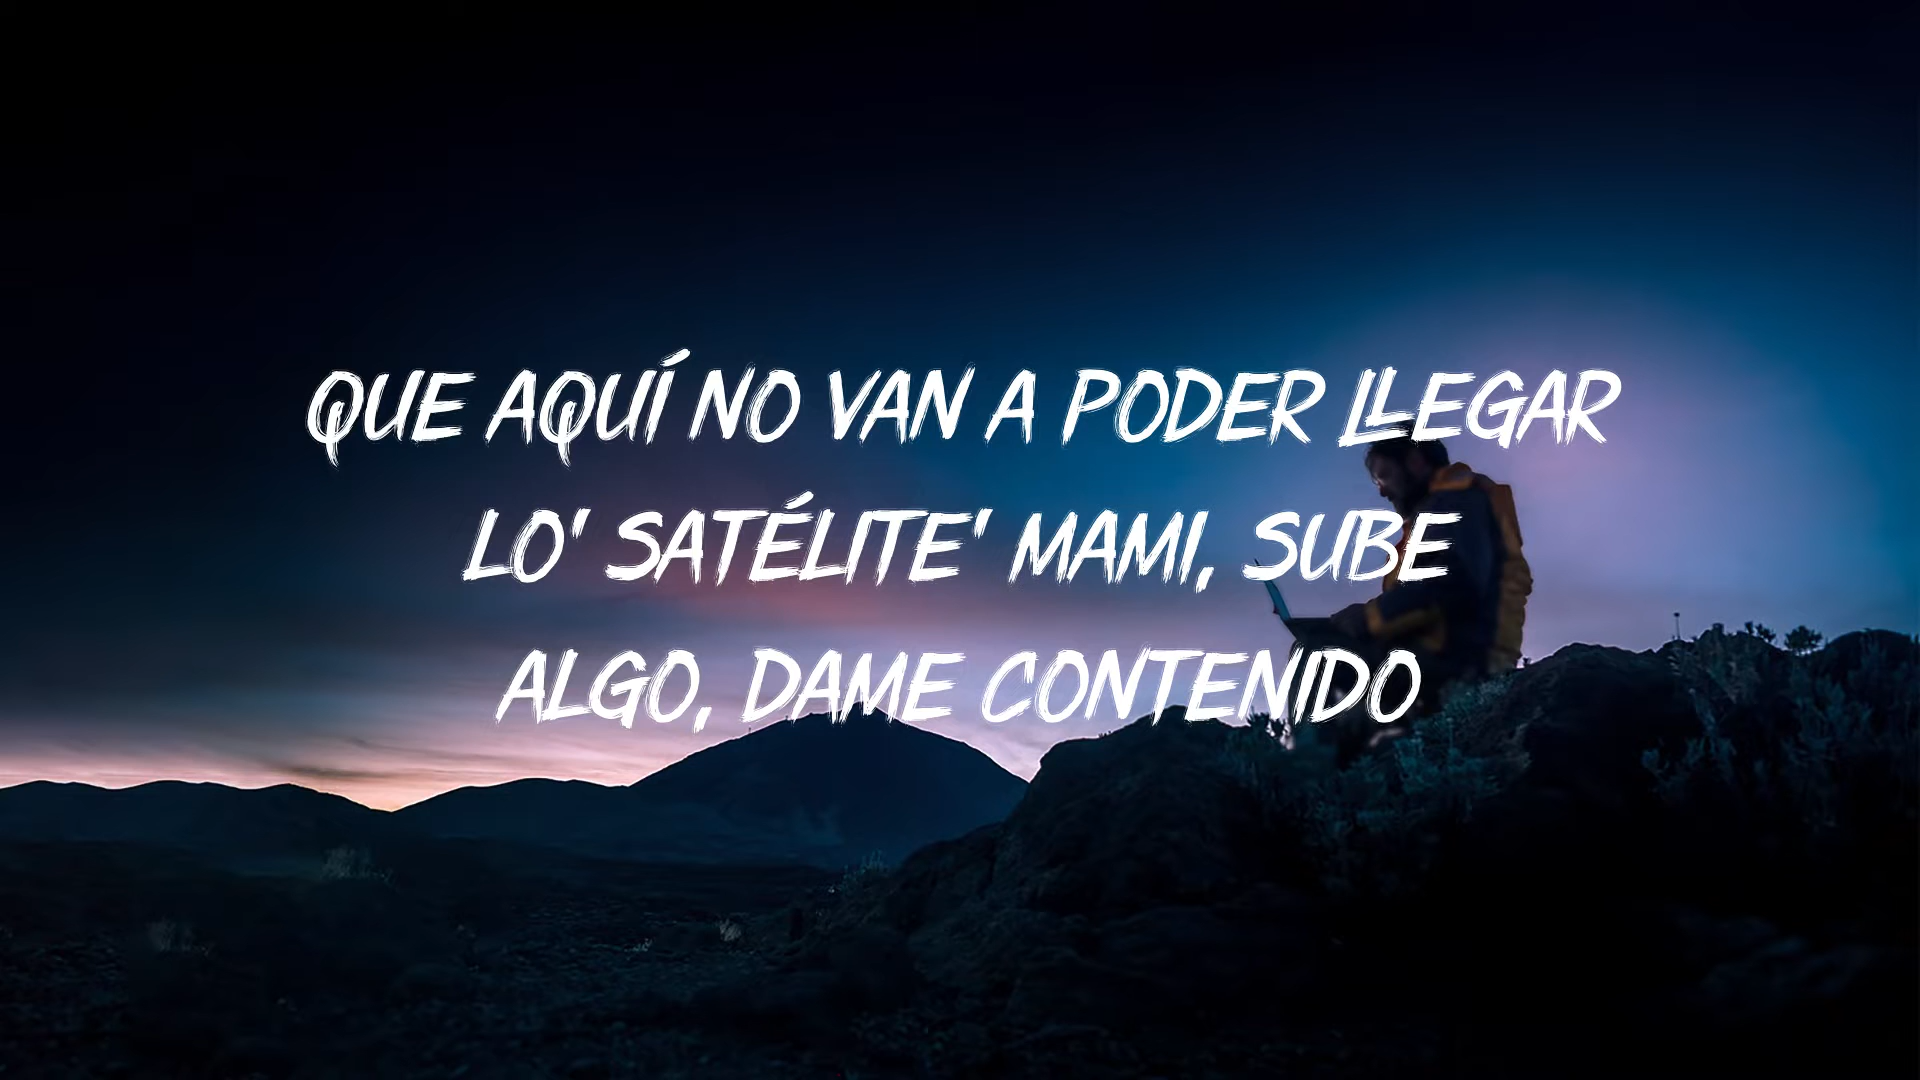 QUE AQUÍ NO VAN A PODER LLEGAR
LO' SATÉLITE' MAMI, SUBE
ALGO, DAME CONTENIDO